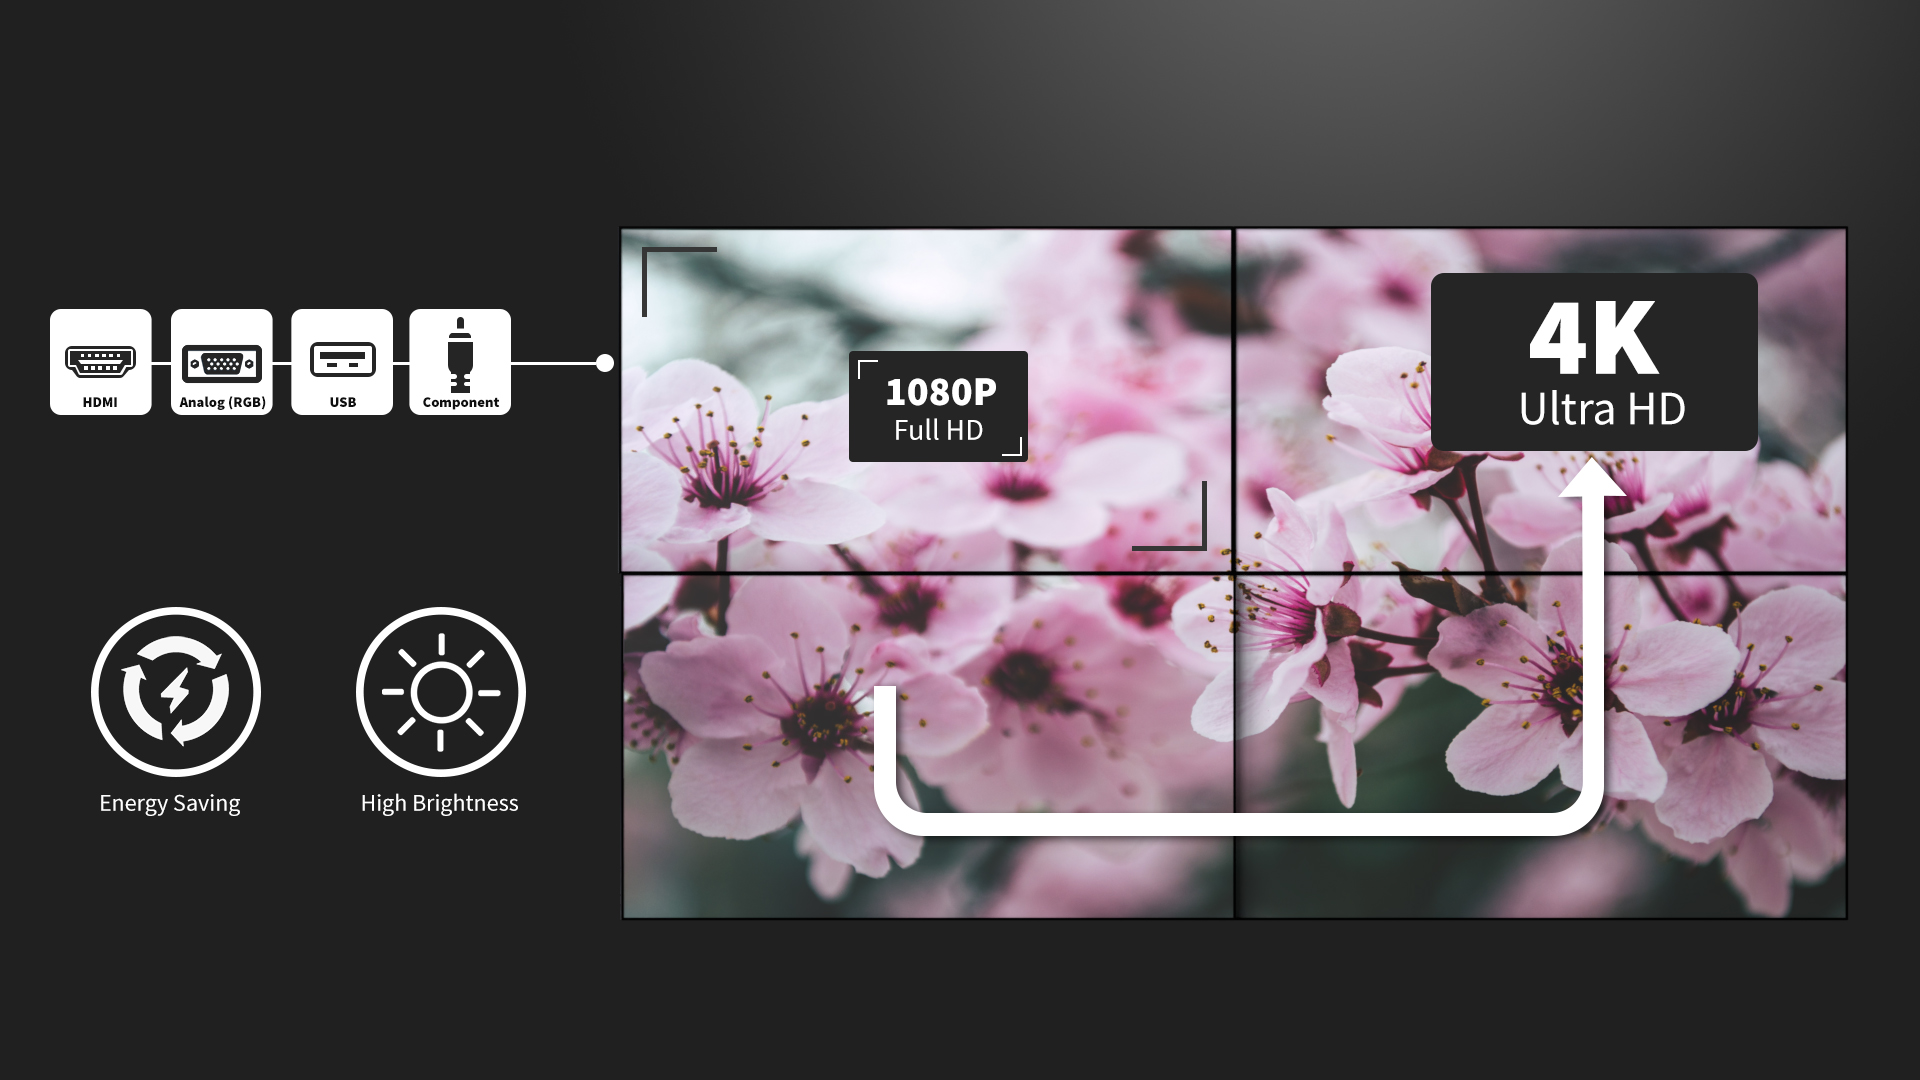 HDMI
Analog (RGB)
USB
Component
1080P
Full HD
4K
Ultra HD
Energy Saving
High Brightness